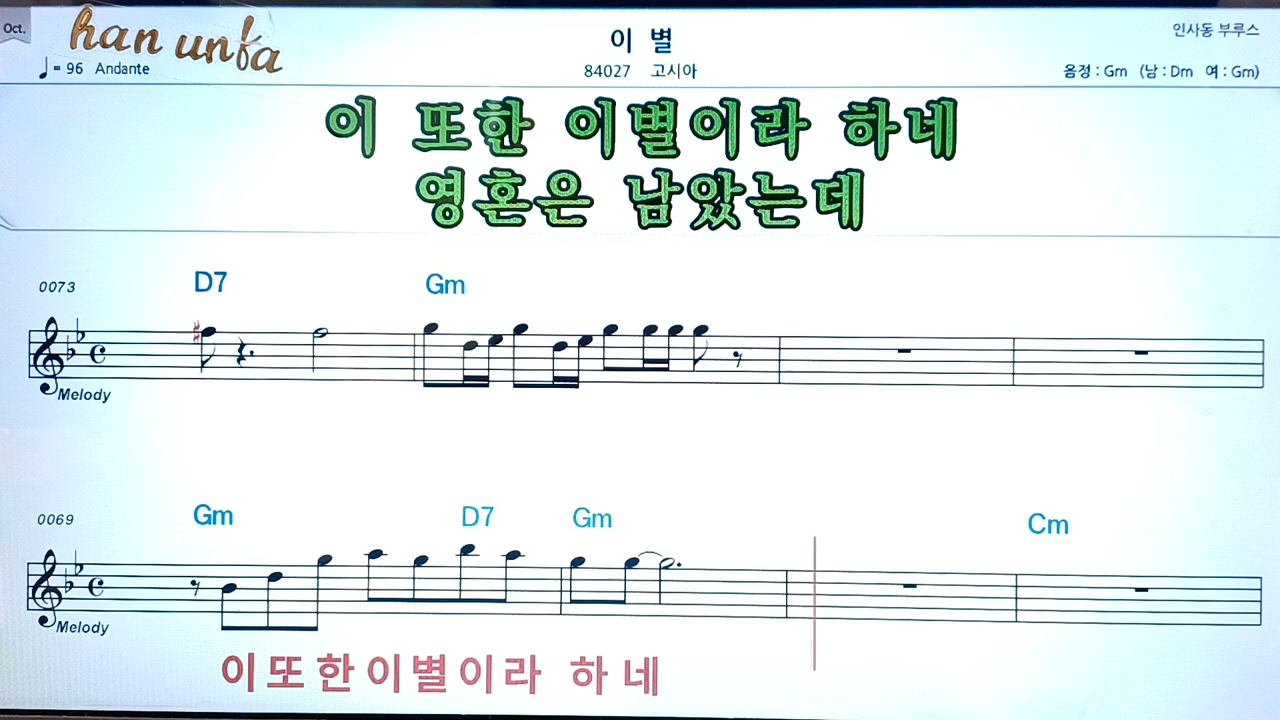 Oct.
han unfa
이 별
인사동 부루스
= 96 Andante
84027 고시아
음정 : Gm (남 : Dm 여 : Gm)
이 또한 이별이라 하네
영혼은 남았는데
0073
D7 Gm
Melody
0069
Gm D7 Gm Cm
Melody
이또한이별이라 하네